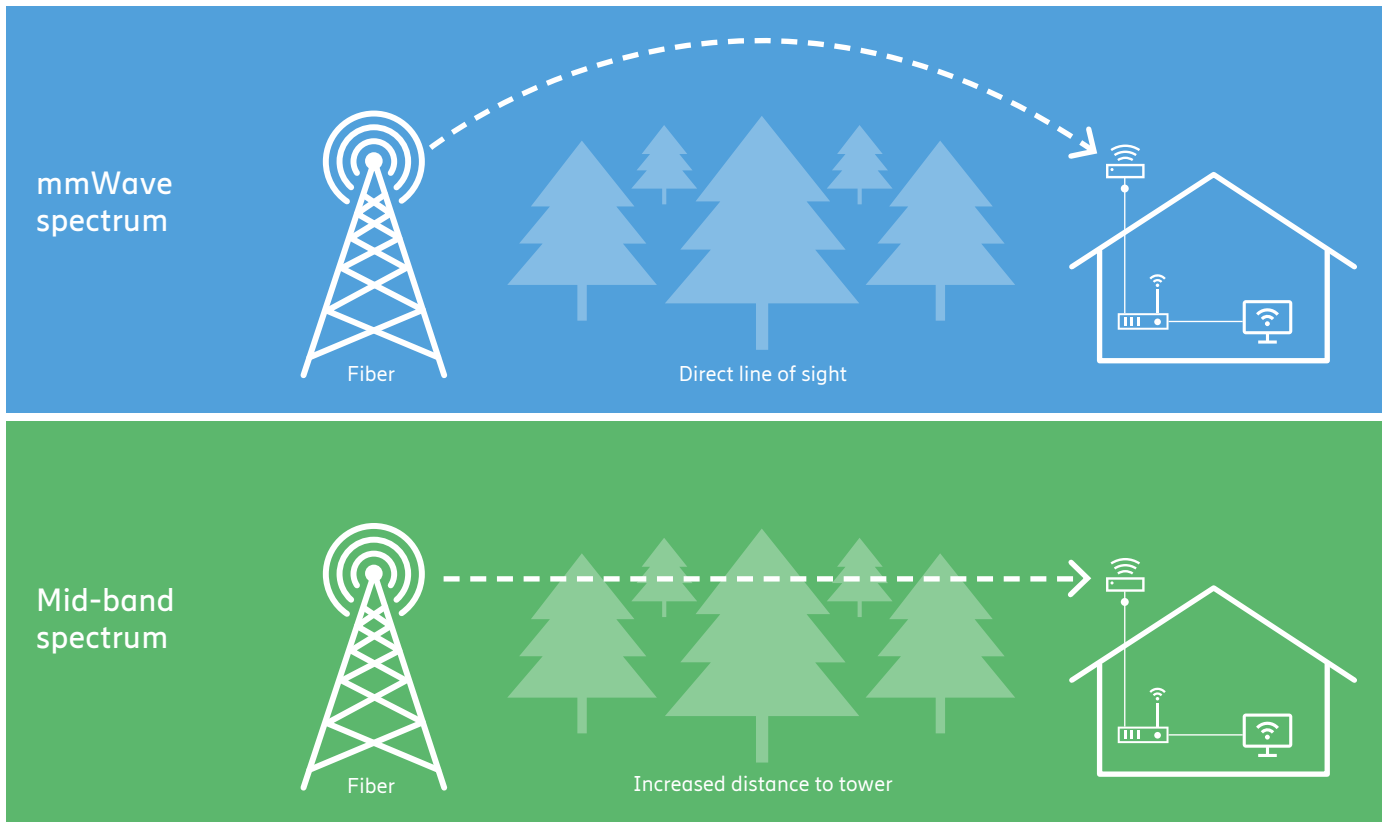 mmWave
spectrum
Fiber
Direct line of sight
Mid-band
spectrum
Fiber
Increased distance to tower